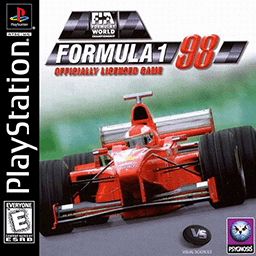 PlayStation
FIA
FORMULA 1
WORLD
CHAMPIONSHIP
FORMULA 1 98
OFFICIALLY LICENSED GAME
EVERYONE
E
ESRB
VS
VISUAL SCIENCES
PSYGNOSIS